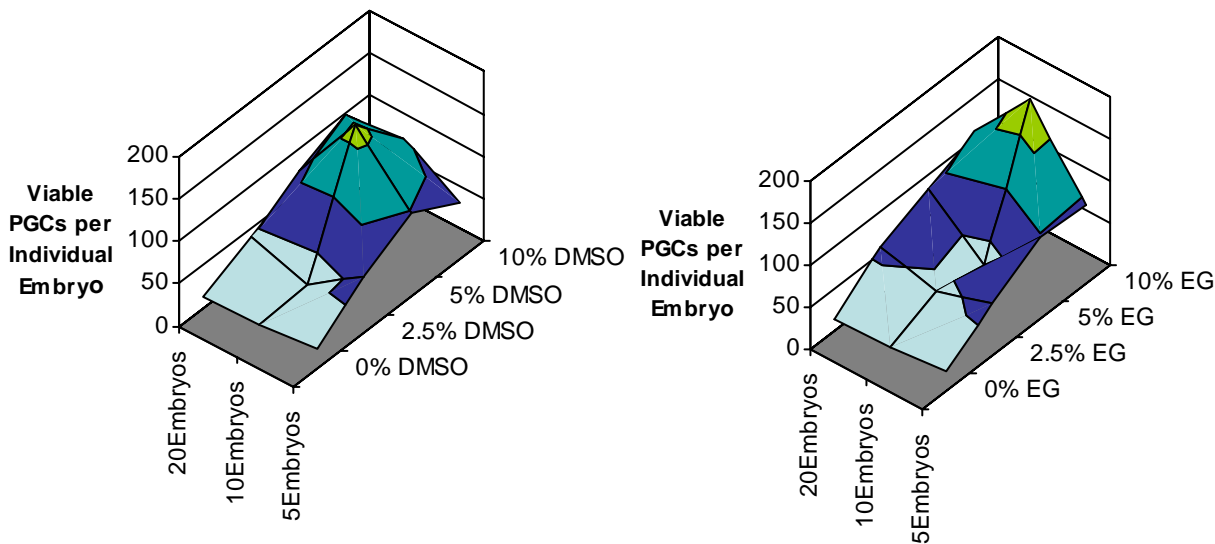 200
150
100
50
0
Viable
PGCs per
Individual
Embryo
10% DMSO
5% DMSO
2.5% DMSO
0% DMSO
20Embryos
10Embryos
5Embryos
200
150
100
50
0
Viable
PGCs per
Individual
Embryo
10% EG
5% EG
2.5% EG
0% EG
20Embryos
10Embryos
5Embryos